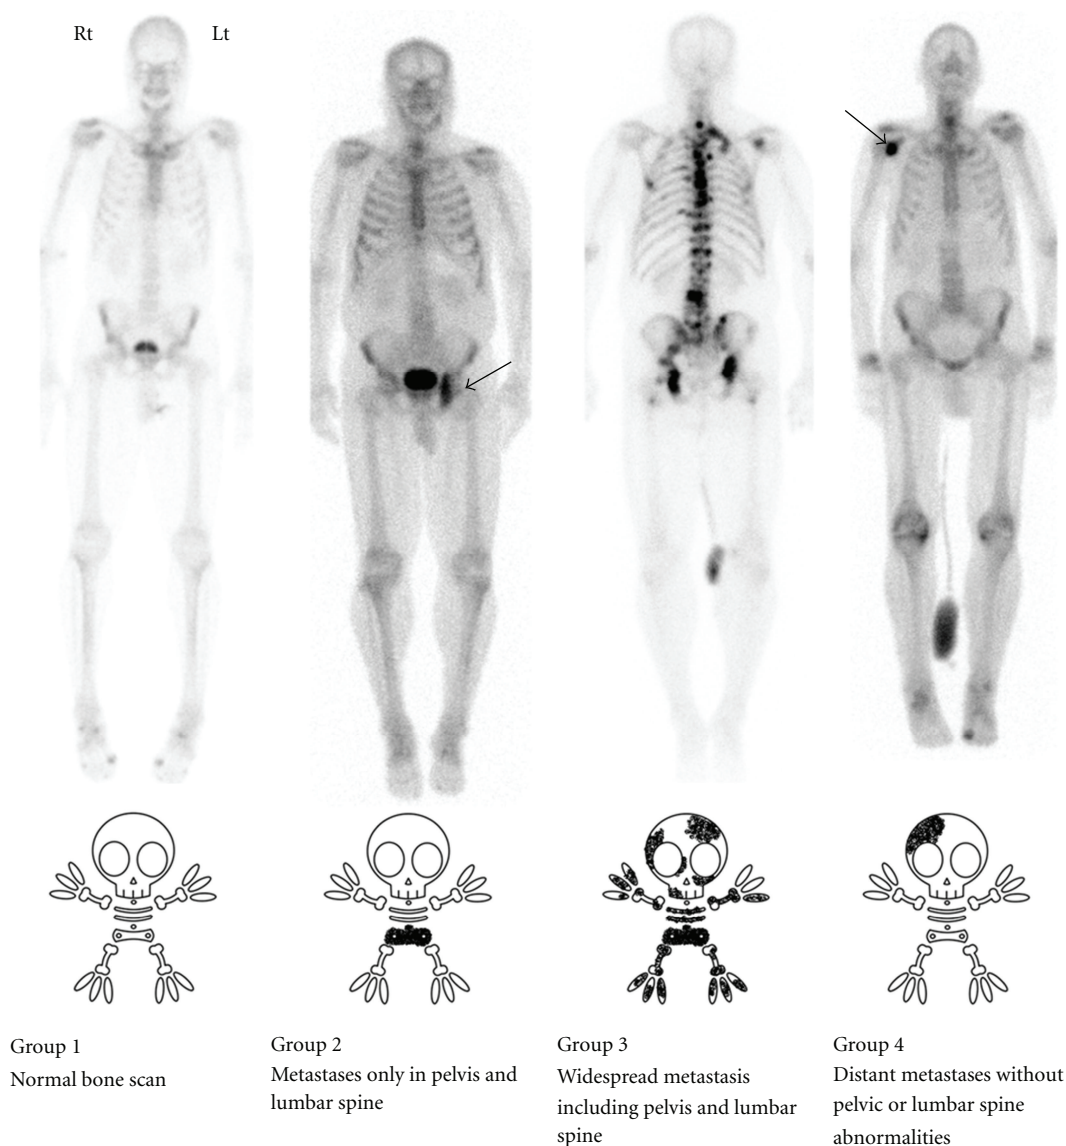 Rt
Lt
Group 1
Normal bone scan
Group 2
Metastases only in pelvis and
lumbar spine
Group 3
Widespread metastasis
including pelvis and lumbar
spine
Group 4
Distant metastases without
pelvic or lumbar spine
abnormalities